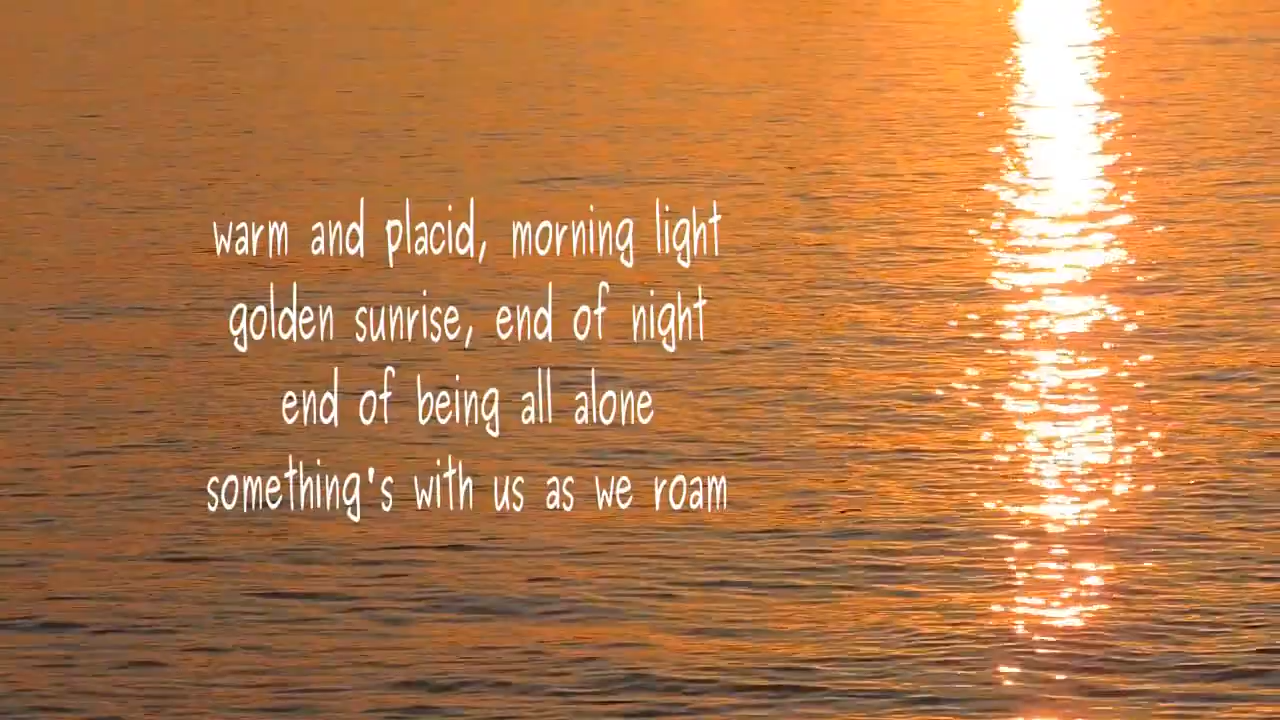 warm and placid, morning light
golden sunrise, end of night
end of being all alone
something's with us as we roam